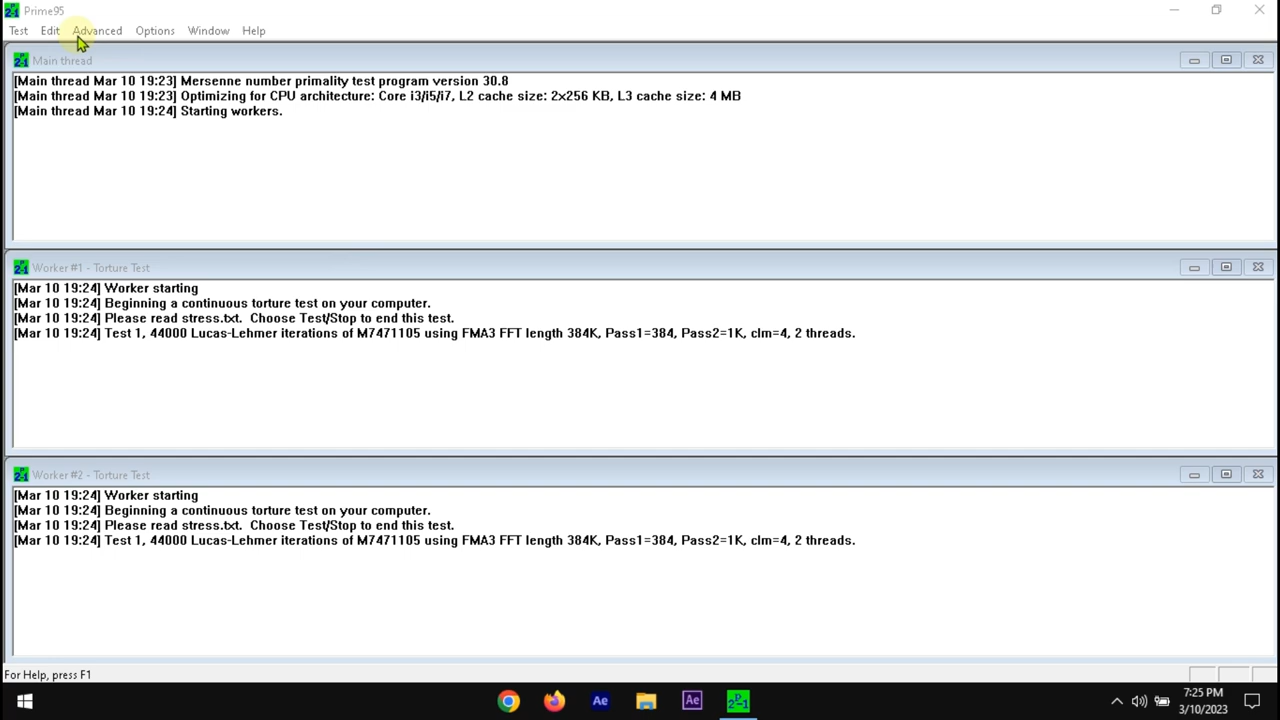 Prime95
Test Edit Advanced Options Window Help
Main thread
[Main thread Mar 10 19:23] Mersenne number primality test program version 30.8
[Main thread Mar 10 19:23] Optimizing for CPU architecture: Core i3/i5/i7, L2 cache size: 2x256 KB, L3 cache size: 4 MB
[Main thread Mar 10 19:24] Starting workers.
Worker #1 - Torture Test
[Mar 10 19:24] Worker starting
[Mar 10 19:24] Beginning a continuous torture test on your computer.
[Mar 10 19:24] Please read stress.txt.  Choose Test/Stop to end this test.
[Mar 10 19:24] Test 1, 44000 Lucas-Lehmer iterations of M7471105 using FMA3 FFT length 384K, Pass1=384, Pass2=1K, clm=4, 2 threads.
Worker #2 - Torture Test
[Mar 10 19:24] Worker starting
[Mar 10 19:24] Beginning a continuous torture test on your computer.
[Mar 10 19:24] Please read stress.txt.  Choose Test/Stop to end this test.
[Mar 10 19:24] Test 1, 44000 Lucas-Lehmer iterations of M7471105 using FMA3 FFT length 384K, Pass1=384, Pass2=1K, clm=4, 2 threads.
For Help, press F1
Ae
Ae
P
2-1
7:25 PM
3/10/2023